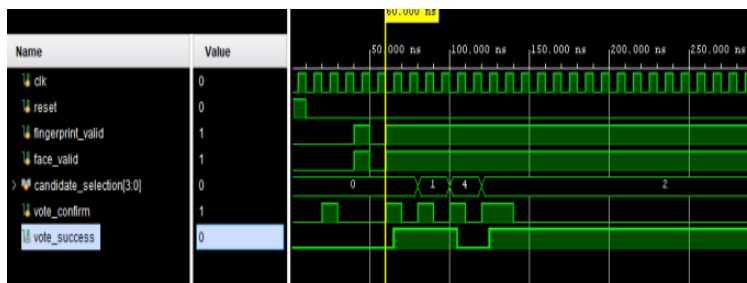 60.000 ns
Name Value
50.000 ns 100.000 ns 150.000 ns 200.000 ns 250.000 ns
clk 0
reset 0
fingerprint_valid 1
face_valid 1
candidate_selection[3:0] 0 0 1 4 2
vote_confirm 1
vote_success 0